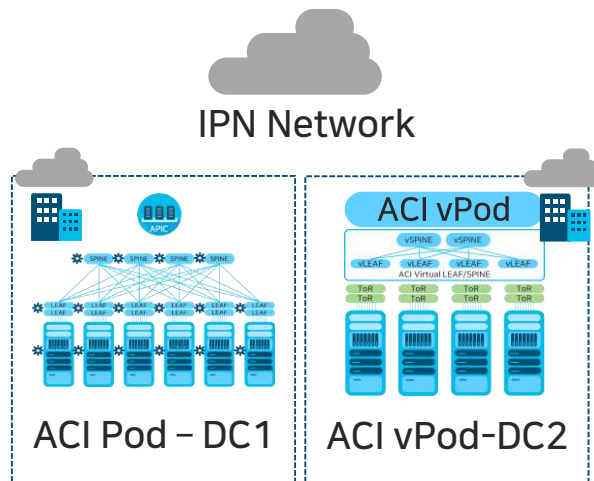 IPN Network
APIC
SPINE SPINE SPINE SPINE
LEAF LEAF LEAF LEAF LEAF LEAF
LEAF LEAF LEAF LEAF LEAF LEAF
ACI Pod – DC1
ACI vPod
vSPINE vSPINE
vLEAF vLEAF vLEAF vLEAF
ACI Virtual LEAF/SPINE
ToR ToR ToR ToR
ToR ToR ToR ToR
ACI vPod-DC2